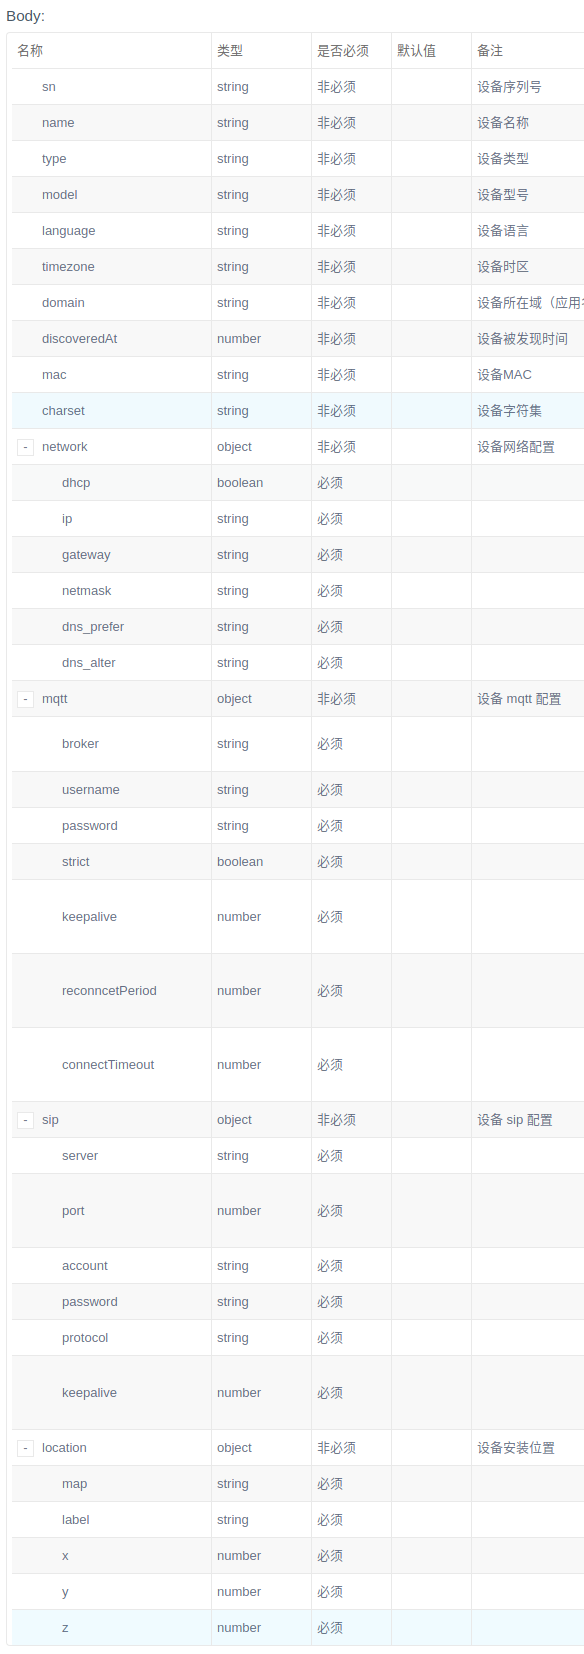 Body:
名称 类型 是否必须 默认值 备注
sn string 非必须 设备序列号
name string 非必须 设备名称
type string 非必须 设备类型
model string 非必须 设备型号
language string 非必须 设备语言
timezone string 非必须 设备时区
domain string 非必须 设备所在域（应用
discoveredAt number 非必须 设备被发现时间
mac string 非必须 设备MAC
charset string 非必须 设备字符集
- network object 非必须 设备网络配置
dhcp boolean 必须
ip string 必须
gateway string 必须
netmask string 必须
dns_prefer string 必须
dns_alter string 必须
- mqtt object 非必须 设备 mqtt 配置
broker string 必须
username string 必须
password string 必须
strict boolean 必须
keepalive number 必须
reconncetPeriod number 必须
connectTimeout number 必须
- sip object 非必须 设备 sip 配置
server string 必须
port number 必须
account string 必须
password string 必须
protocol string 必须
keepalive number 必须
- location object 非必须 设备安装位置
map string 必须
label string 必须
x number 必须
y number 必须
z number 必须